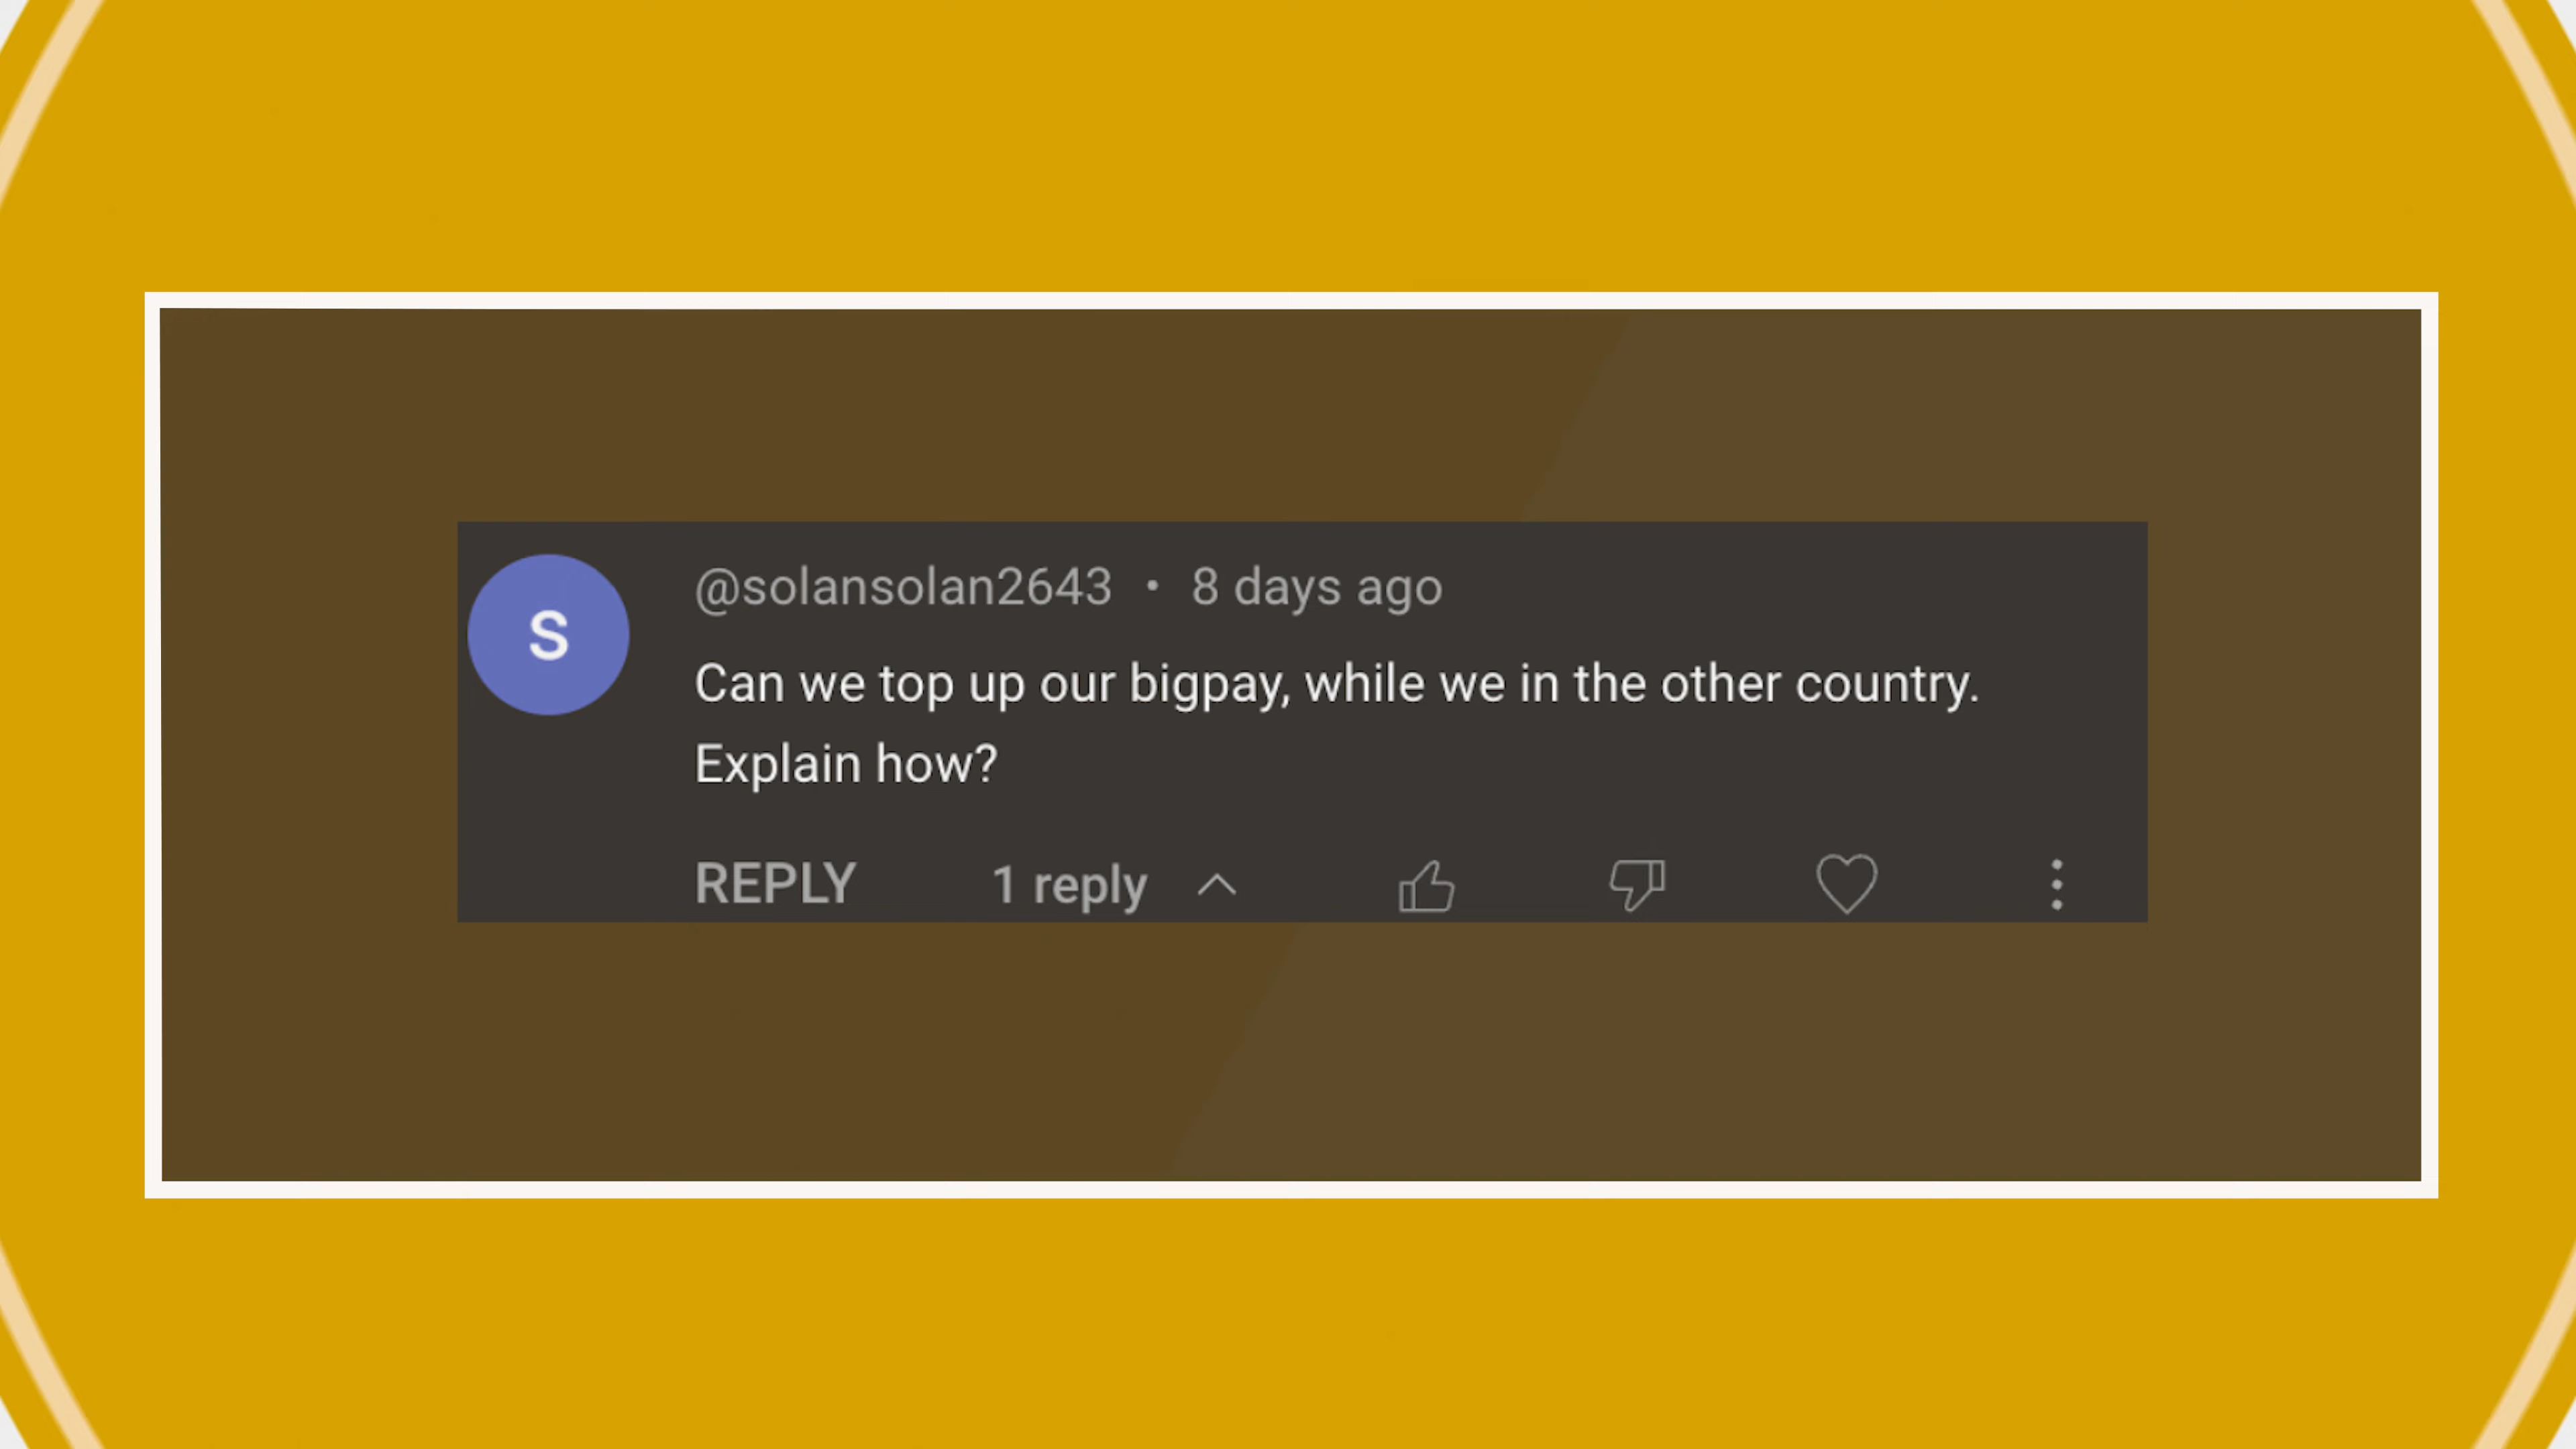 S
@solansolan2643 • 8 days ago
Can we top up our bigpay, while we in the other country.
Explain how?
REPLY 1 reply